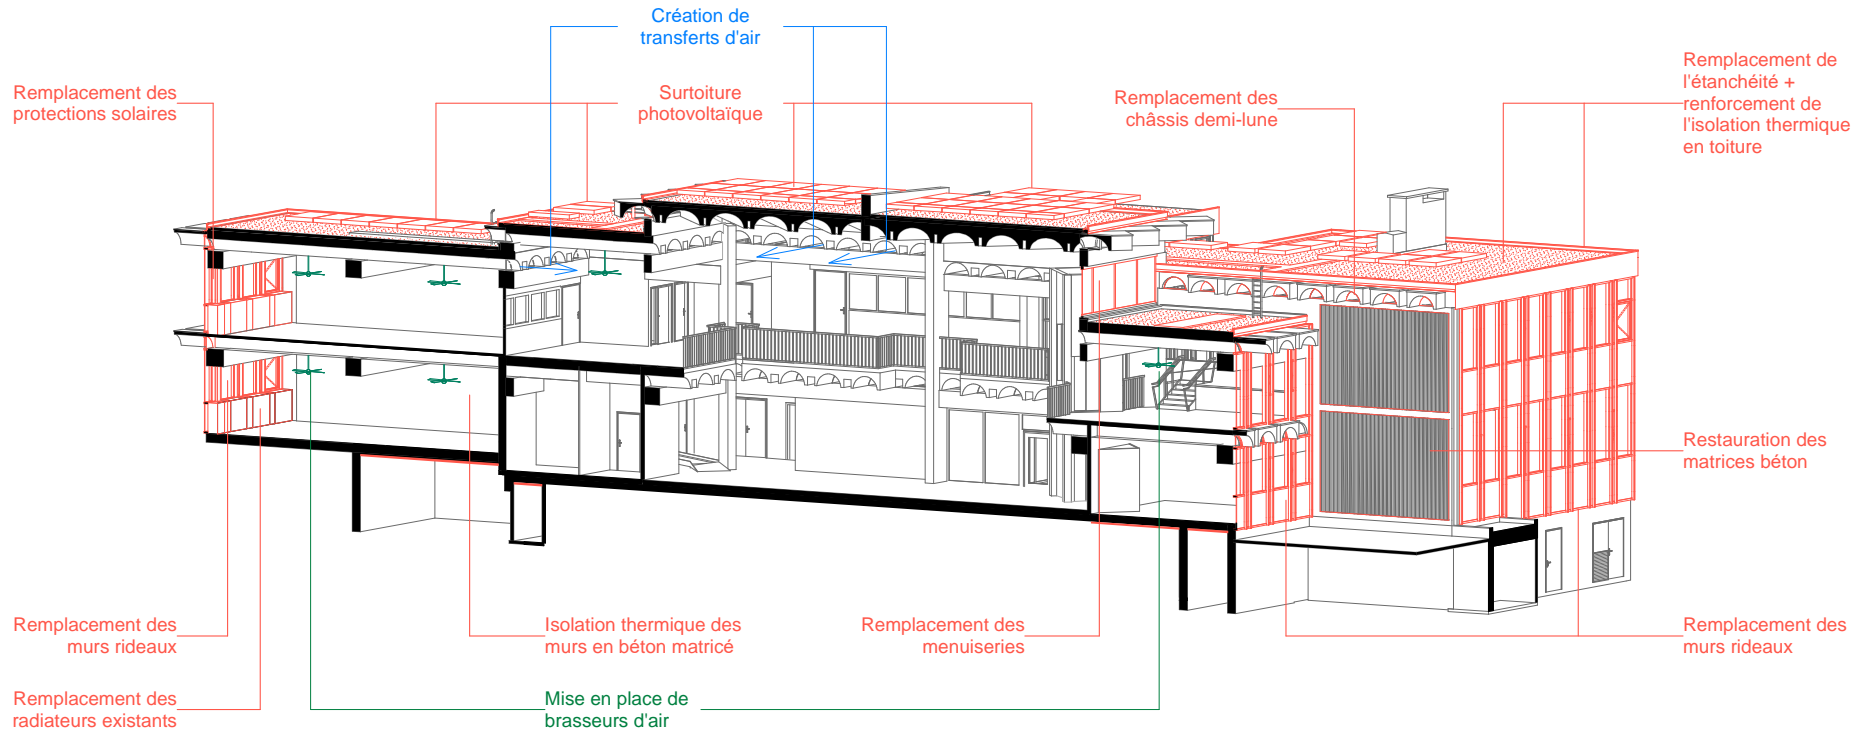 Création de
transferts d'air
Remplacement des
protections solaires
Surtoiture
photovoltaïque
Remplacement des
châssis demi-lune
Remplacement de
l'étanchéité +
renforcement de
l'isolation thermique
en toiture
Restauration des
matrices béton
Remplacement des
murs rideaux
Isolation thermique des
murs en béton matricé
Remplacement des
menuiseries
Remplacement des
murs rideaux
Remplacement des
radiateurs existants
Mise en place de
brasseurs d'air